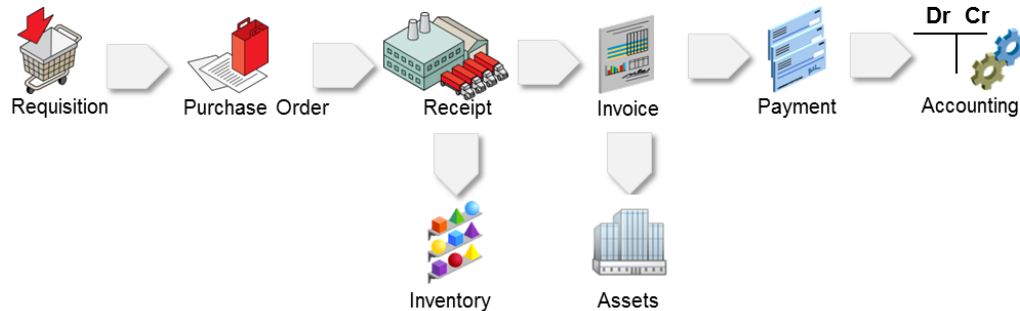 Dr Cr
Requisition
Purchase Order
Receipt
Invoice
Payment
Accounting
Inventory
Assets